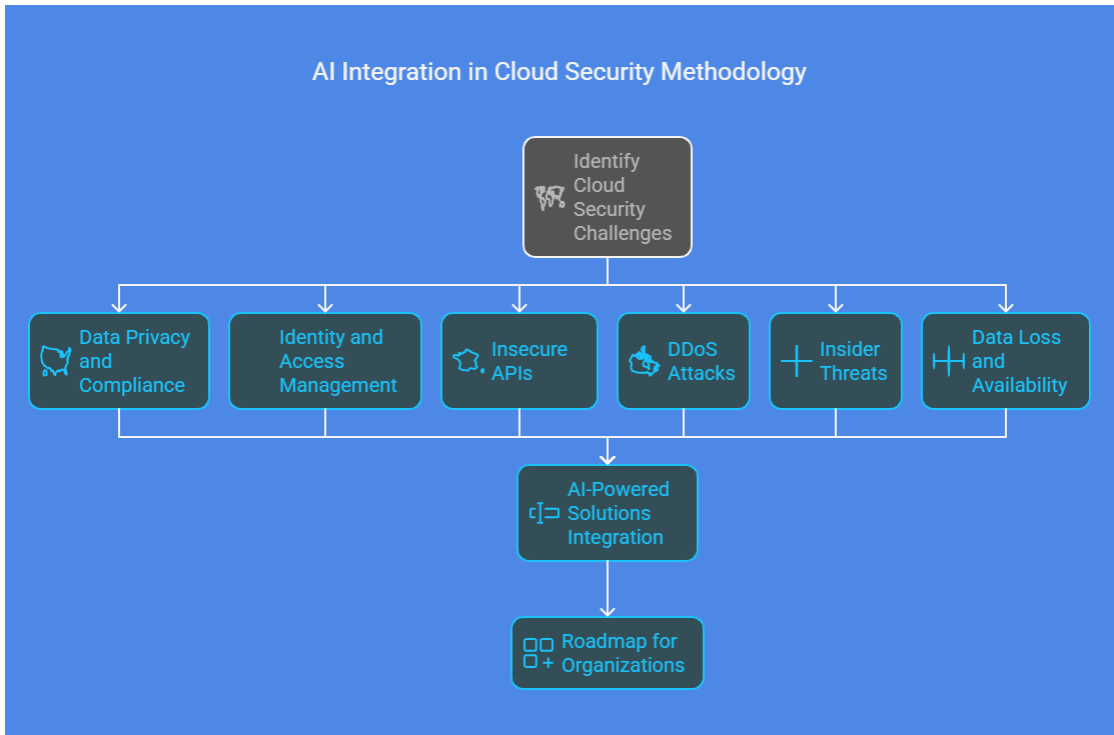 AI Integration in Cloud Security Methodology
Identify
Cloud
Security
Challenges
Data Privacy
and
Compliance
Identity and
Access
Management
Insecure
APIs
DDoS
Attacks
Insider
Threats
Data Loss
and
Availability
AI-Powered
Solutions
Integration
Roadmap for
Organizations